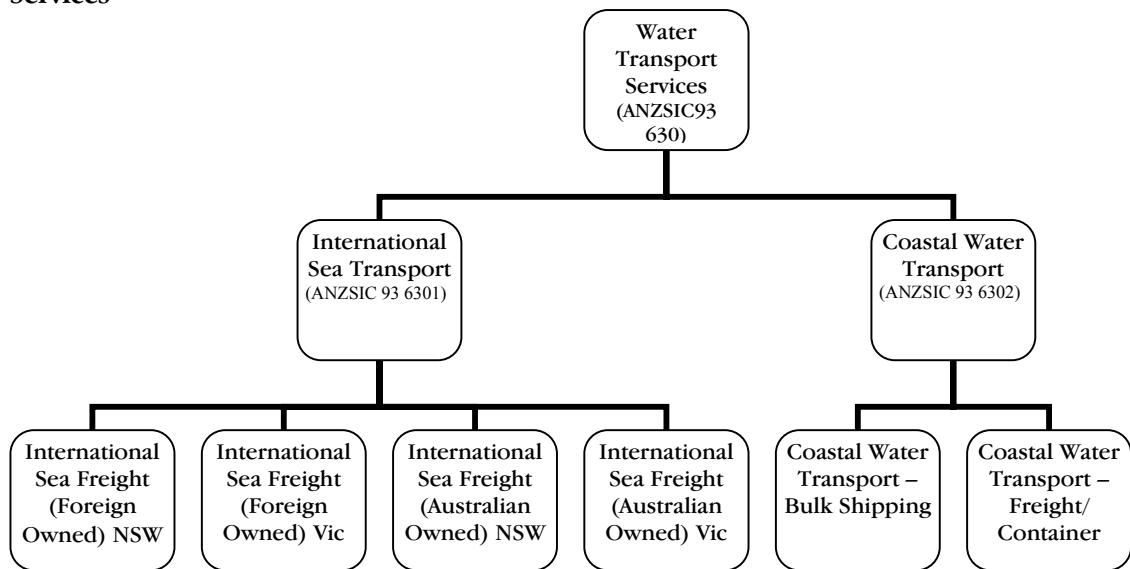 Services
Water
Transport
Services
(ANZSIC93
630)
International
Sea Transport
(ANZSIC 93 6301)
Coastal Water
Transport
(ANZSIC 93 6302)
International
Sea Freight
(Foreign
Owned) NSW
International
Sea Freight
(Foreign
Owned) Vic
International
Sea Freight
(Australian
Owned) NSW
International
Sea Freight
(Australian
Owned) Vic
Coastal Water
Transport –
Bulk Shipping
Coastal Water
Transport –
Freight/
Container